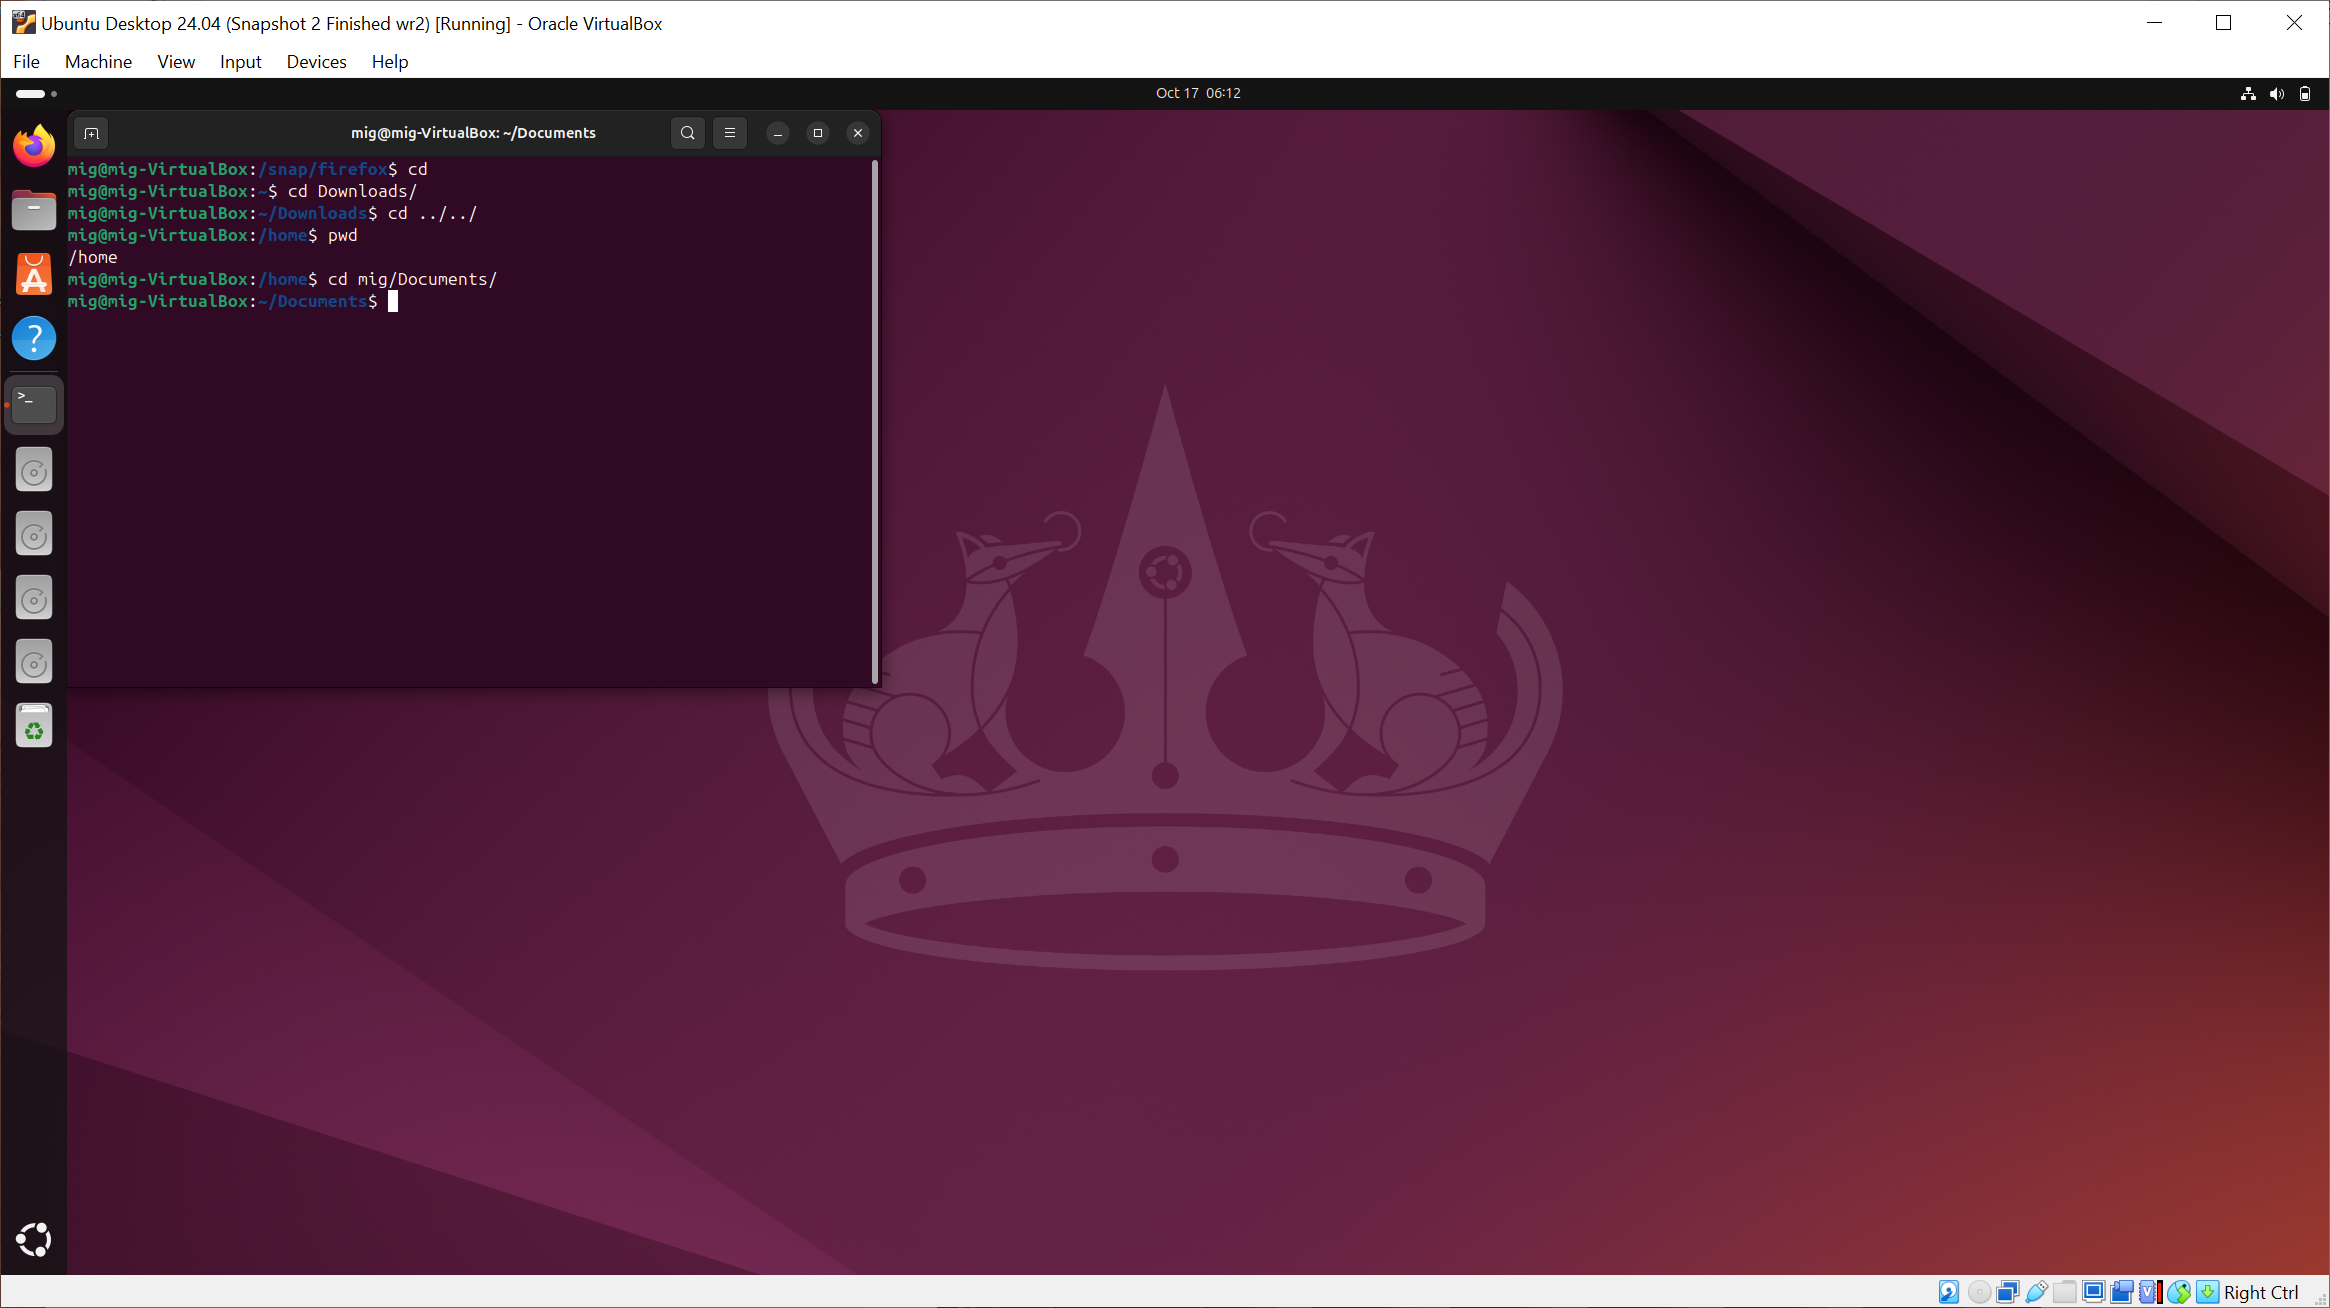 Ubuntu Desktop 24.04 (Snapshot 2 Finished wr2) [Running] - Oracle VirtualBox
File Machine View Input Devices Help
Oct 17 06:12
mig@mig-VirtualBox: ~/Documents
mig@mig-VirtualBox:/snap/firefox$ cd
mig@mig-VirtualBox:~$ cd Downloads/
mig@mig-VirtualBox:~/Downloads$ cd ../../
mig@mig-VirtualBox:/home$ pwd
/home
mig@mig-VirtualBox:/home$ cd mig/Documents/
mig@mig-VirtualBox:~/Documents$
Right Ctrl